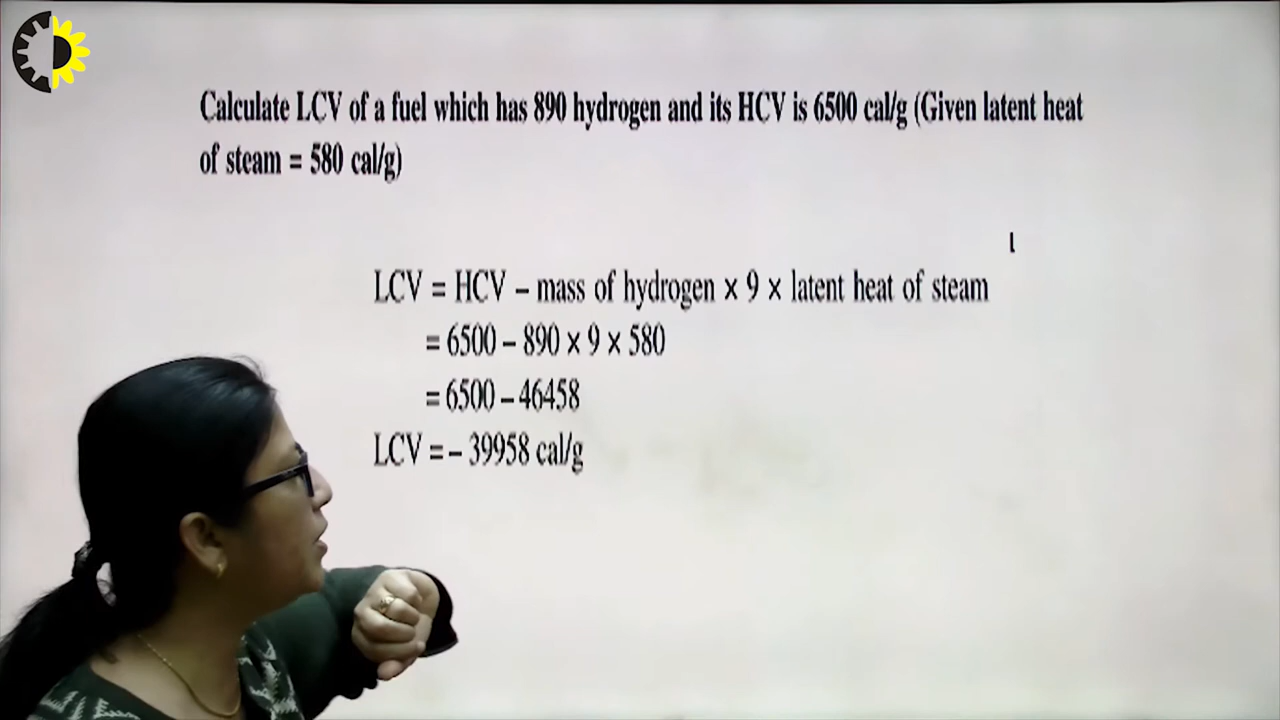 Calculate LCV of a fuel which has 890 hydrogen and its HCV is 6500 cal/g (Given latent heat
of steam = 580 cal/g)
LCV = HCV – mass of hydrogen × 9 × latent heat of steam
= 6500 – 890 × 9 × 580
= 6500 – 46458
LCV = – 39958 cal/g